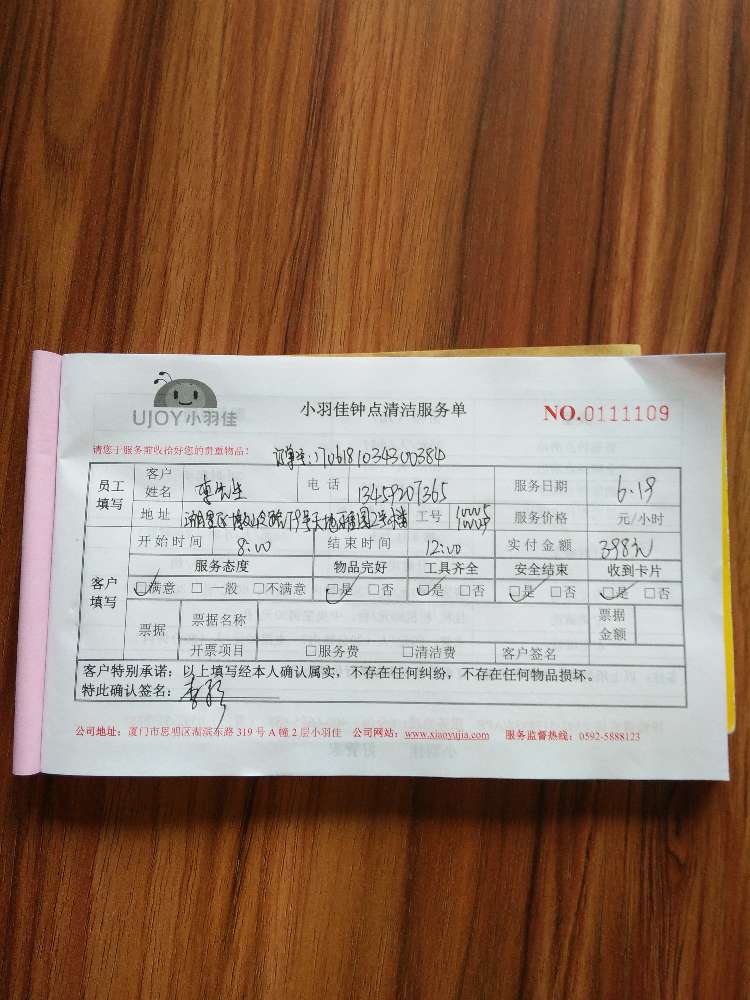 UJOY小羽佳
小羽佳钟点清洁服务单
NO.0111109
请您于服务前收拾好您的贵重物品!
订单号:1706181034300384
员工填写 客户姓名 先生 电话 13459207365 服务日期 6.19
地址 工号 服务价格 元/小时
开始时间 8:00 结束时间 12:00 实付金额 398元
客户填写 服务态度 物品完好 工具齐全 安全结束 收到卡片
☑满意 □一般 □不满意 ☑是 □否 ☑是 □否 ☑是 □否 ☑是 □否
票据 票据名称 票据金额
开票项目 □服务费 □清洁费 客户签名
客户特别承诺:以上填写经本人确认属实,不存在任何纠纷,不存在任何物品损坏。
特此确认签名:
公司地址:厦门市思明区湖滨东路319号A幢2层小羽佳 公司网站:www.xiaoyujia.com 服务监督热线:0592-5888123